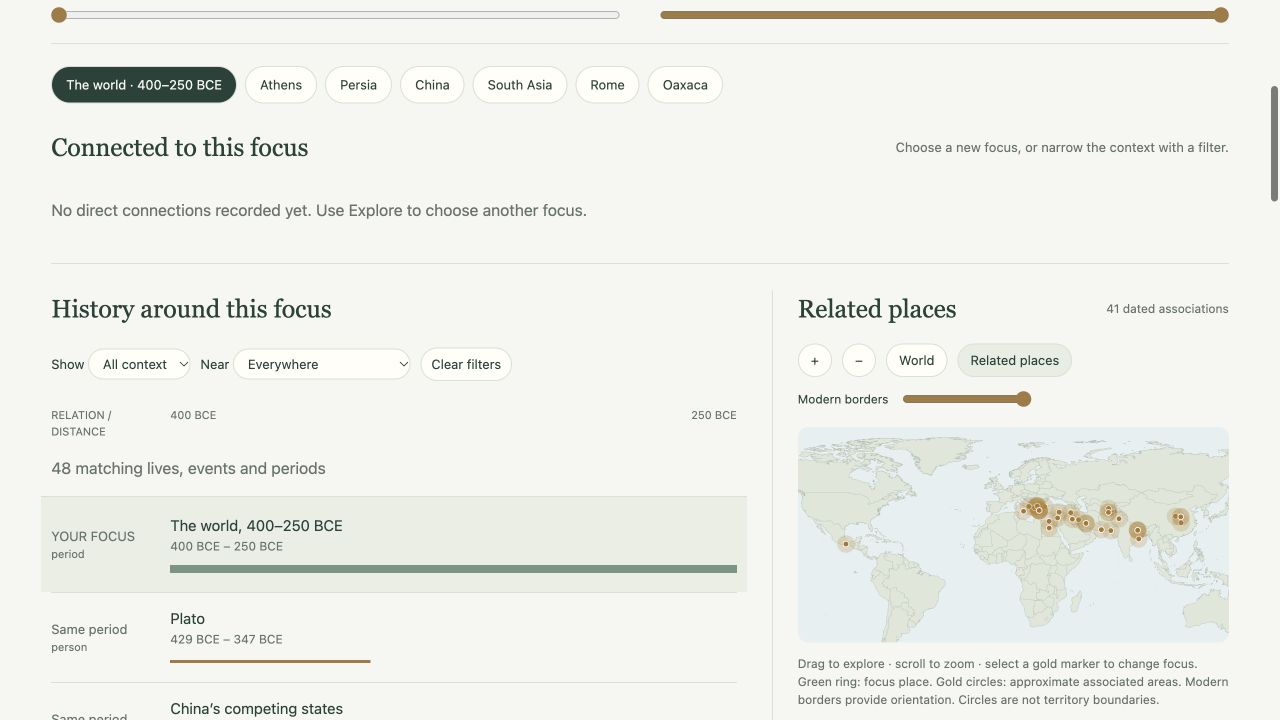 The world · 400–250 BCE
Athens
Persia
China
South Asia
Rome
Oaxaca
Connected to this focus
Choose a new focus, or narrow the context with a filter.
No direct connections recorded yet. Use Explore to choose another focus.
History around this focus
Show
All context
Near
Everywhere
Clear filters
RELATION /
DISTANCE
400 BCE
250 BCE
48 matching lives, events and periods
YOUR FOCUS
period
The world, 400–250 BCE
400 BCE – 250 BCE
Same period
person
Plato
429 BCE – 347 BCE
Same period
China’s competing states
Related places
41 dated associations
+
−
World
Related places
Modern borders
Drag to explore · scroll to zoom · select a gold marker to change focus.
Green ring: focus place. Gold circles: approximate associated areas. Modern
borders provide orientation. Circles are not territory boundaries.